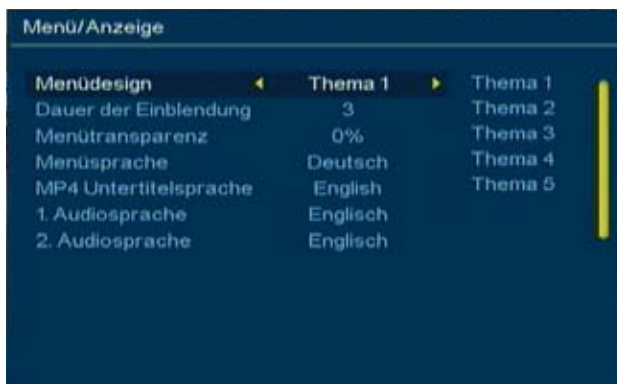 Menü/Anzeige
Menüdesign Thema 1 Thema 1
Dauer der Einblendung 3 Thema 2
Menütransparenz 0% Thema 3
Menüsprache Deutsch Thema 4
MP4 Untertitelsprache English Thema 5
1. Audiosprache Englisch
2. Audiosprache Englisch